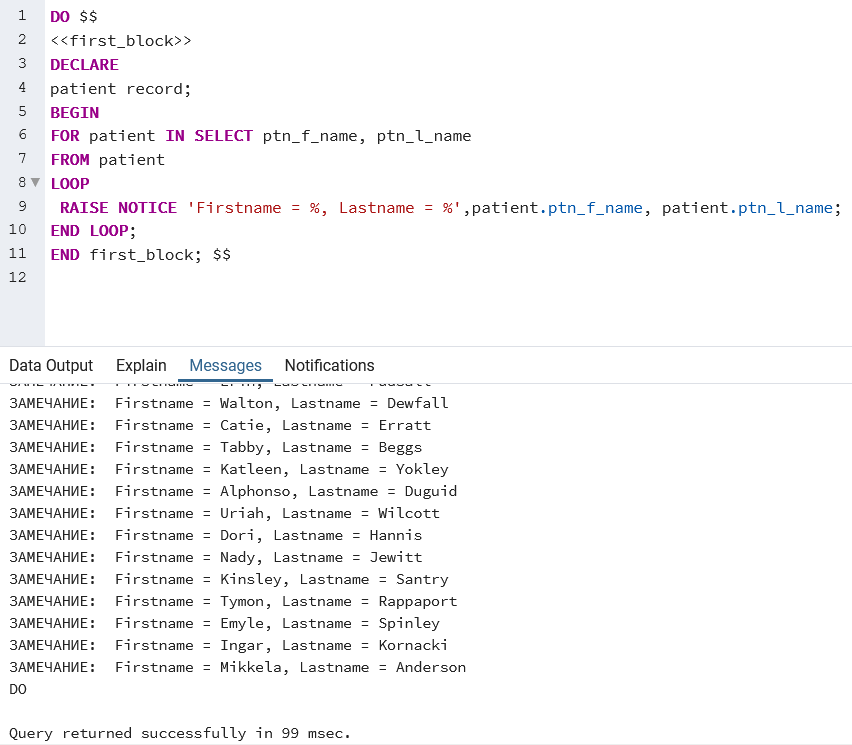 1 DO $$
2 <<first_block>>
3 DECLARE
4 patient record;
5 BEGIN
6 FOR patient IN SELECT ptn_f_name, ptn_l_name
7 FROM patient
8 LOOP
9 RAISE NOTICE 'Firstname = %, Lastname = %',patient.ptn_f_name, patient.ptn_l_name;
10 END LOOP;
11 END first_block; $$
12
Data Output Explain Messages Notifications
ЗАМЕЧАНИЕ: Firstname = Walton, Lastname = Dewfall
ЗАМЕЧАНИЕ: Firstname = Catie, Lastname = Erratt
ЗАМЕЧАНИЕ: Firstname = Tabby, Lastname = Beggs
ЗАМЕЧАНИЕ: Firstname = Katleen, Lastname = Yokley
ЗАМЕЧАНИЕ: Firstname = Alphonso, Lastname = Duguid
ЗАМЕЧАНИЕ: Firstname = Uriah, Lastname = Wilcott
ЗАМЕЧАНИЕ: Firstname = Dori, Lastname = Hannis
ЗАМЕЧАНИЕ: Firstname = Nady, Lastname = Jewitt
ЗАМЕЧАНИЕ: Firstname = Kinsley, Lastname = Santry
ЗАМЕЧАНИЕ: Firstname = Tymon, Lastname = Rappaport
ЗАМЕЧАНИЕ: Firstname = Emyle, Lastname = Spinley
ЗАМЕЧАНИЕ: Firstname = Ingar, Lastname = Kornacki
ЗАМЕЧАНИЕ: Firstname = Mikkela, Lastname = Anderson
DO
Query returned successfully in 99 msec.